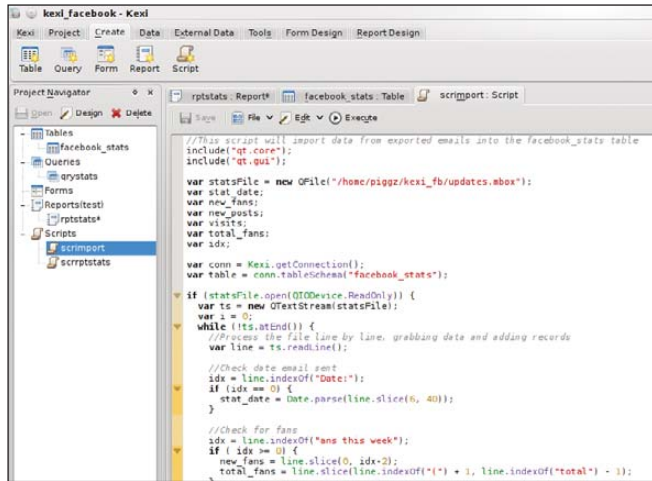 kexi_facebook - Kexi
Kexi Project Create Data External Data Tools Form Design Report Design
Table Query Form Report Script
Project Navigator
Open Design Delete
Tables
facebook_stats
Queries
qrystats
Forms
Reports(test)
rptstats*
Scripts
scrimport
scrrptstats
rptstats : Report* facebook_stats : Table scrimport : Script
Save File Edit Execute
//This script will import data from exported emails into the facebook_stats table
include("qt.core");
include("qt.gui");
var statsFile = new QFile("/home/piggz/kexi_fb/updates.mbox");
var stat_date;
var new_fans;
var new_posts;
var visits;
var total_fans;
var idx;
var conn = Kexi.getConnection();
var table = conn.tableSchema("facebook_stats");
if (statsFile.open(QIODevice.ReadOnly)) {
var ts = new QTextStream(statsFile);
var i = 0;
while (!ts.atEnd()) {
//Process the file line by line, grabbing data and adding records
var line = ts.readLine();
//Check date email sent
idx = line.indexOf("Date:");
if (idx == 0) {
stat_date = Date.parse(line.slice(6, 40));
}
//Check for fans
idx = line.indexOf("ans this week");
if ( idx >= 0) {
new_fans = line.slice(0, idx-2);
total_fans = line.slice(line.indexOf("(") + 1, line.indexOf("total") - 1);
}